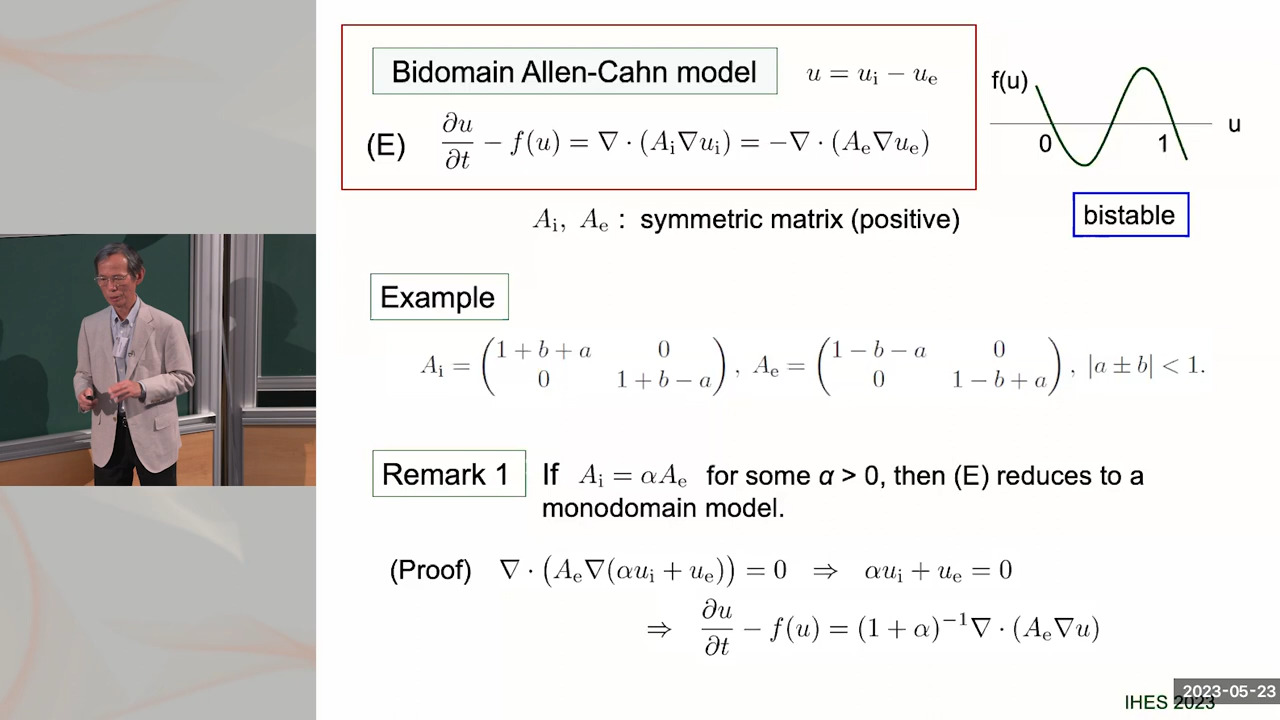 Bidomain Allen-Cahn model u = u_i − u_e
(E) ∂u/∂t − f(u) = ∇ · (A_i∇u_i) = −∇ · (A_e∇u_e)
f(u)
0 1 u
bistable
A_i, A_e : symmetric matrix (positive)
Example
A_i = (1 + b + a 0
0 1 + b − a), A_e = (1 − b − a 0
0 1 − b + a), |a ± b| < 1.
Remark 1 If A_i = αA_e for some α > 0, then (E) reduces to a
monodomain model.
(Proof) ∇ · (A_e∇(αu_i + u_e)) = 0 ⇒ αu_i + u_e = 0
⇒ ∂u/∂t − f(u) = (1 + α)^{−1}∇ · (A_e∇u)
IHES 2023
2023-05-23